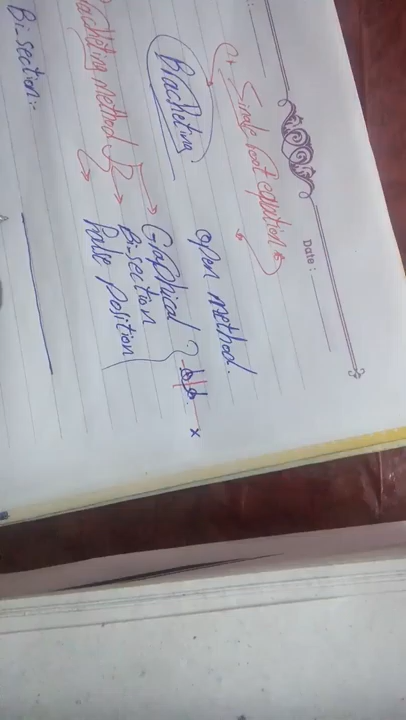 Date:
Single root equation
Bracketing open method.
Bracketing method
Graphical
Bi-section
False Position
x
Bi-section:-